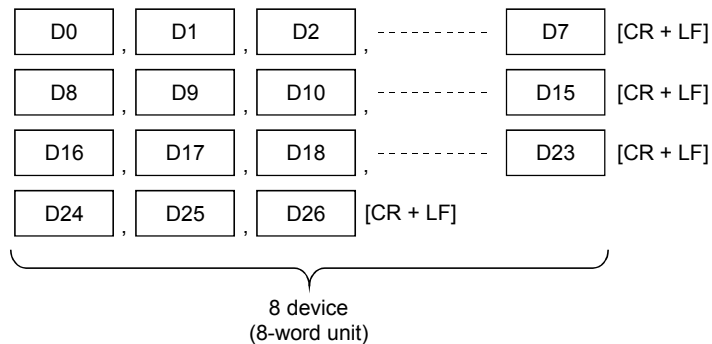 D0 , D1 , D2 , D7 [CR + LF]
D8 , D9 , D10 , D15 [CR + LF]
D16 , D17 , D18 , D23 [CR + LF]
D24 , D25 , D26 [CR + LF]
8 device
(8-word unit)